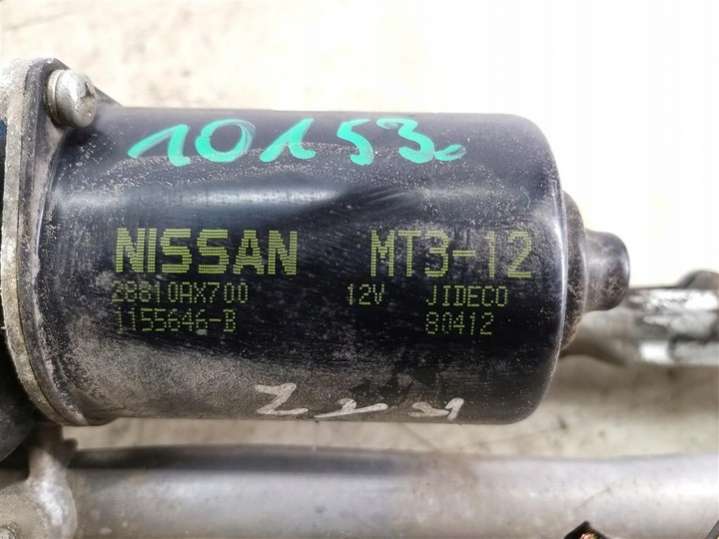 10153.
NISSAN MT3-12
28810AX700 12V JIDECO
1155646-B 80412